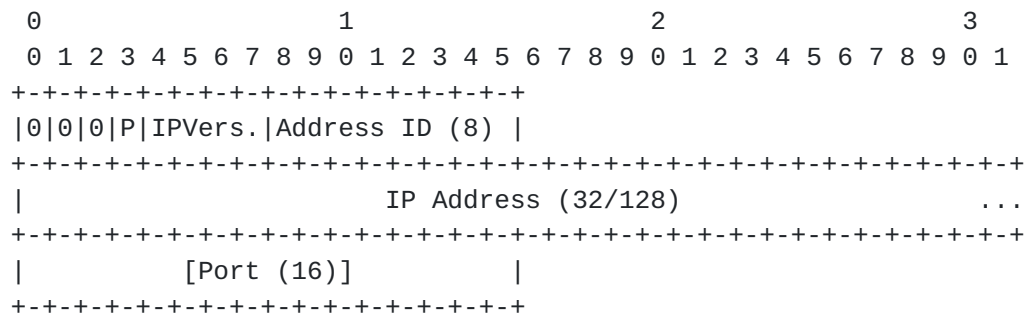 0                   1                   2                   3
 0 1 2 3 4 5 6 7 8 9 0 1 2 3 4 5 6 7 8 9 0 1 2 3 4 5 6 7 8 9 0 1
+-+-+-+-+-+-+-+-+-+-+-+-+-+-+-+-+
|0|0|0|P|IPVers.|Address ID (8) |
+-+-+-+-+-+-+-+-+-+-+-+-+-+-+-+-+-+-+-+-+-+-+-+-+-+-+-+-+-+-+-+-+
|                       IP Address (32/128)                   ...
+-+-+-+-+-+-+-+-+-+-+-+-+-+-+-+-+-+-+-+-+-+-+-+-+-+-+-+-+-+-+-+-+
|          [Port (16)]          |
+-+-+-+-+-+-+-+-+-+-+-+-+-+-+-+-+